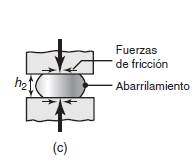 Fuerzas
de fricción
h2
Abarrilamiento
(c)